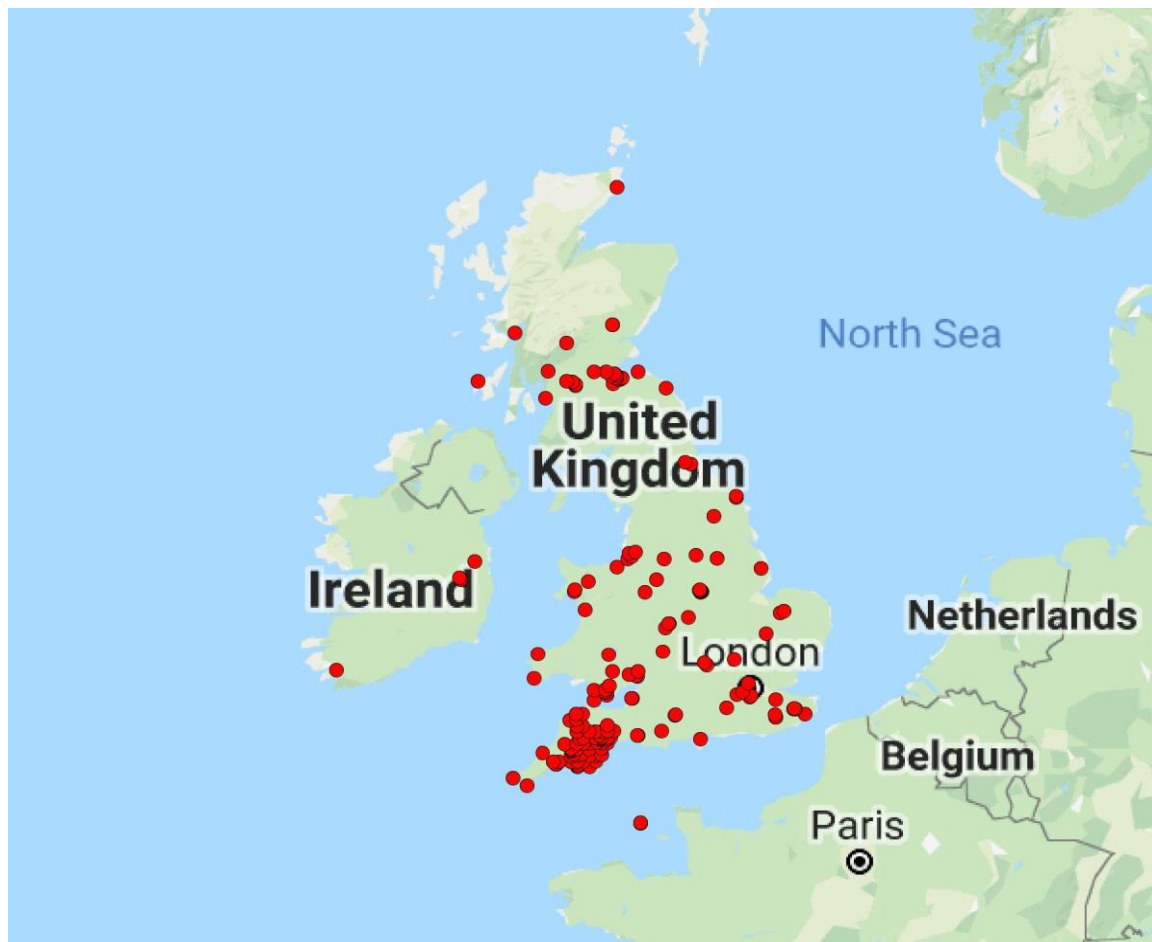 North Sea
United
Kingdom
Ireland
Netherlands
London
Belgium
Paris